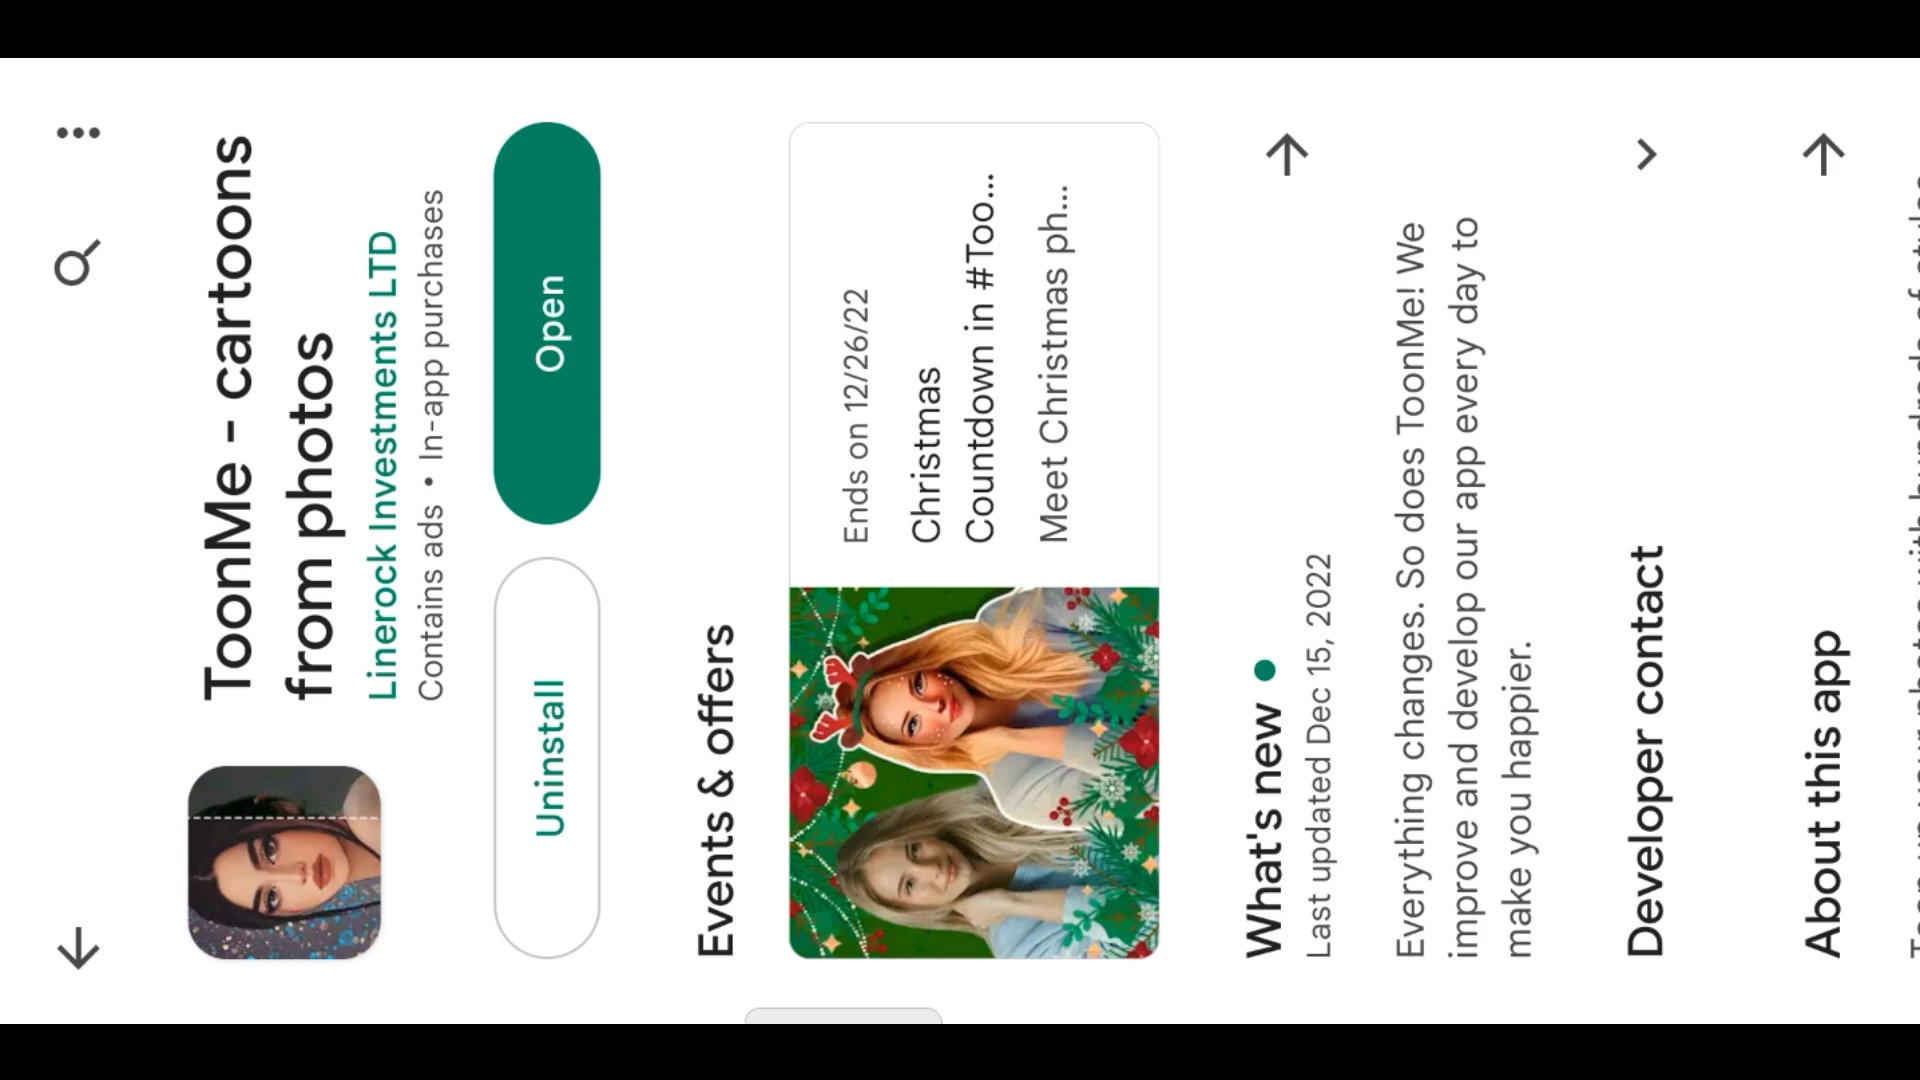 ToonMe - cartoons
from photos
Linerock Investments LTD
Contains ads • In-app purchases
Uninstall
Open
Events & offers
Ends on 12/26/22
Christmas
Countdown in #Too...
Meet Christmas ph...
What's new
Last updated Dec 15, 2022
Everything changes. So does ToonMe! We
improve and develop our app every day to
make you happier.
Developer contact
About this app